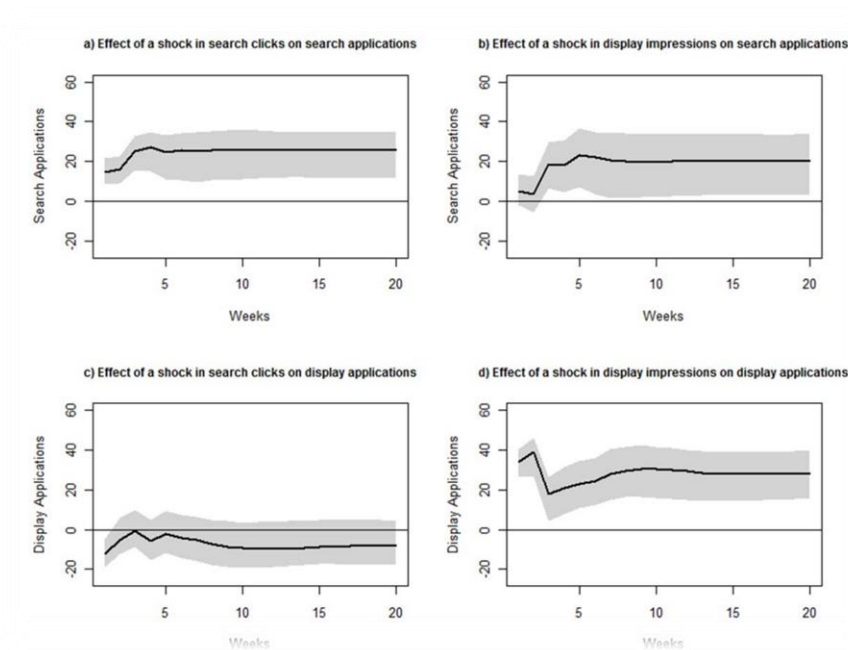 a) Effect of a shock in search clicks on search applications
Search Applications
60
40
20
0
-20
5 10 15 20
Weeks
b) Effect of a shock in display impressions on search applications
Search Applications
60
40
20
0
-20
5 10 15 20
Weeks
c) Effect of a shock in search clicks on display applications
Display Applications
60
40
20
0
-20
5 10 15 20
Weeks
d) Effect of a shock in display impressions on display applications
Display Applications
60
40
20
0
-20
5 10 15 20
Weeks